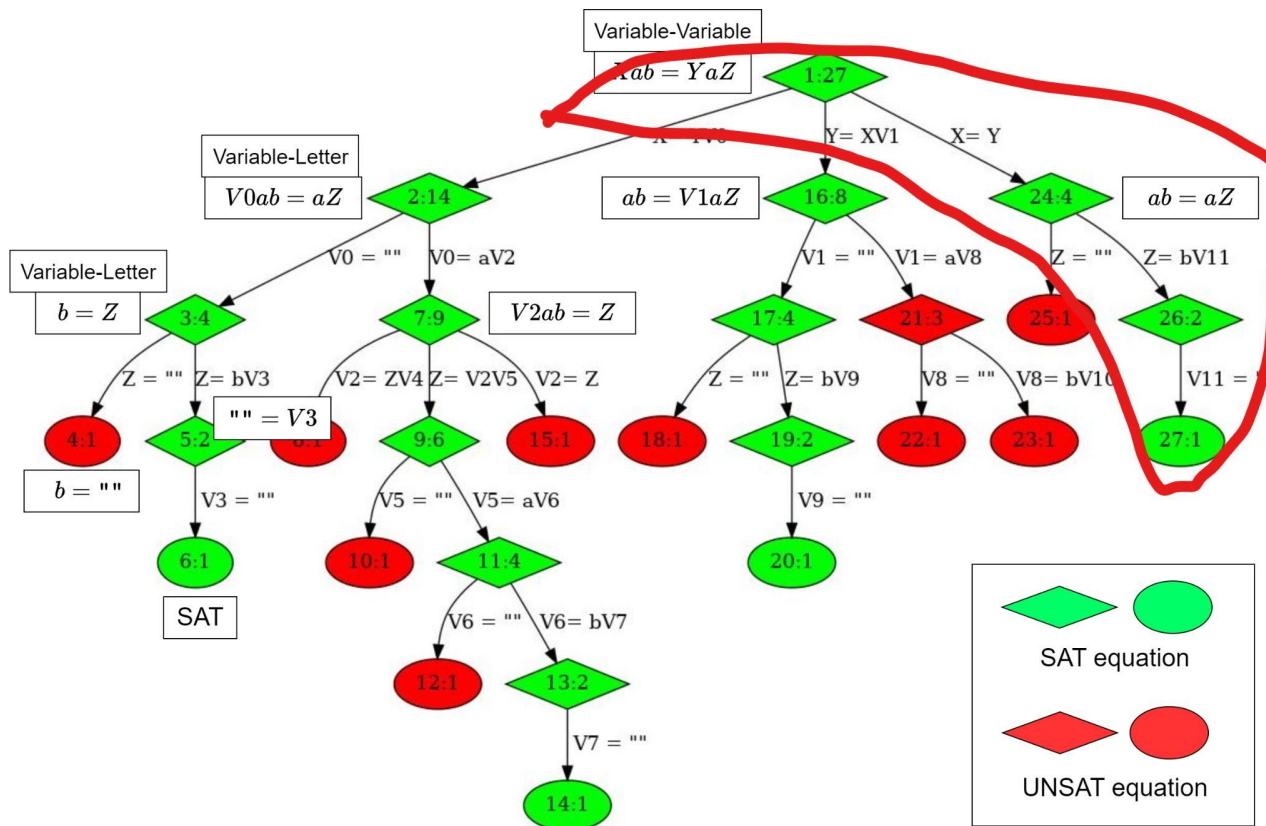 Variable-Variable
Xab = YaZ
1:27
Y= XV1
X= Y
Variable-Letter
V0ab = aZ
2:14
ab = V1aZ
16:8
24:4
ab = aZ
V0 = ""
V0= aV2
V1 = ""
V1= aV8
Z = ""
Z= bV11
Variable-Letter
b = Z
3:4
7:9
V2ab = Z
17:4
21:3
25:1
26:2
Z = ""
Z= bV3
V2= ZV4
Z= V2V5
V2= Z
Z = ""
Z= bV9
V8 = ""
V8= bV10
V11 =
4:1
5:2
"" = V3
9:6
15:1
18:1
19:2
22:1
23:1
27:1
b = ""
V3 = ""
V5 = ""
V5= aV6
V9 = ""
6:1
10:1
11:4
20:1
SAT
V6 = ""
V6= bV7
12:1
13:2
V7 = ""
14:1
SAT equation
UNSAT equation